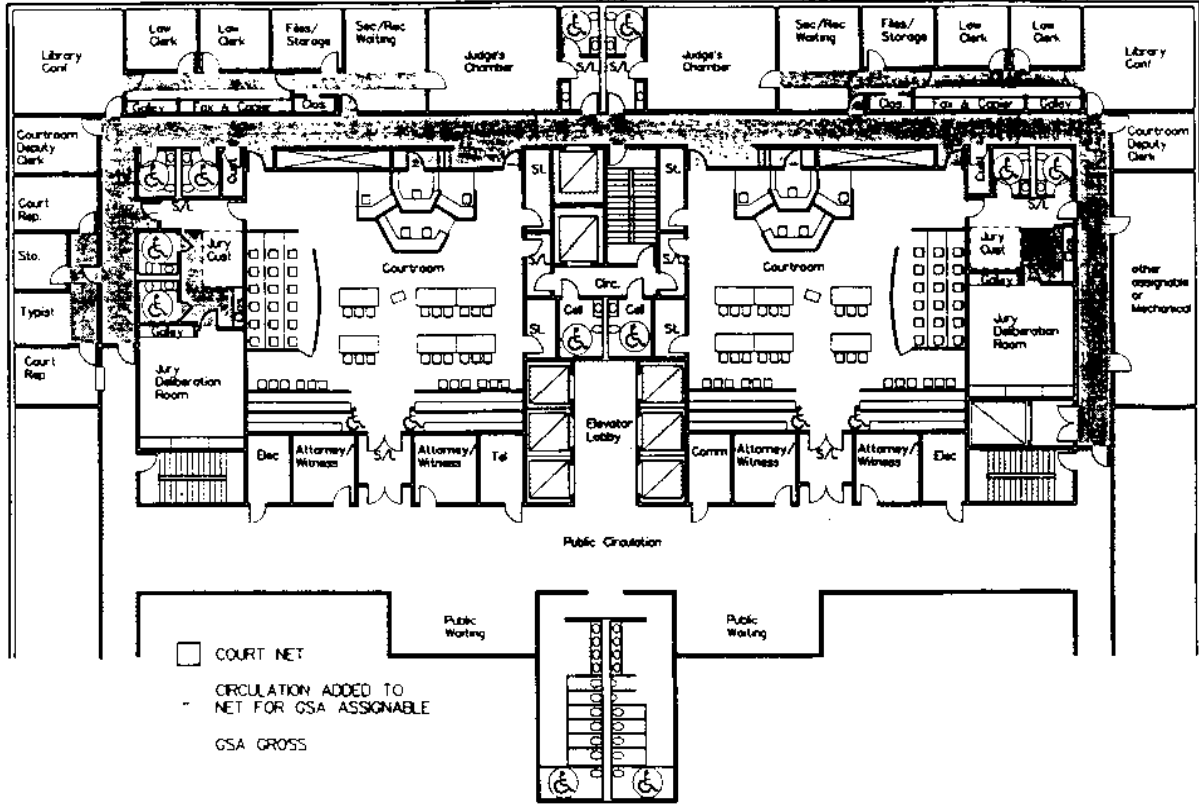 Library
Conf
Law
Clerk
Law
Clerk
Files/
Storage
Sec/Rec
Waiting
Judge's
Chamber
S/L
S/L
Judge's
Chamber
Sec/Rec
Waiting
Files/
Storage
Law
Clerk
Law
Clerk
Library
Conf
Galley
Fax & Copier
Clos.
Clos.
Fax & Copier
Galley
Courtroom
Deputy
Clerk
Courtroom
Deputy
Clerk
St.
St.
Court
Rep.
S/L
S/L
Sto.
Jury
Cust
Courtroom
S/L
Circ.
S/L
Courtroom
Jury
Cust
Galley
other
assignable
or
Mechanical
Typist
Galley
St.
Cell
Cell
St.
Jury
Deliberation
Room
Court
Rep
Jury
Deliberation
Room
Elevator
Lobby
Elec
Attorney/
Witness
S/L
Attorney/
Witness
Tel
Comm
Attorney/
Witness
S/L
Attorney/
Witness
Elec
Public Circulation
Public
Waiting
Public
Waiting
COURT NET
CIRCULATION ADDED TO
NET FOR GSA ASSIGNABLE
GSA GROSS